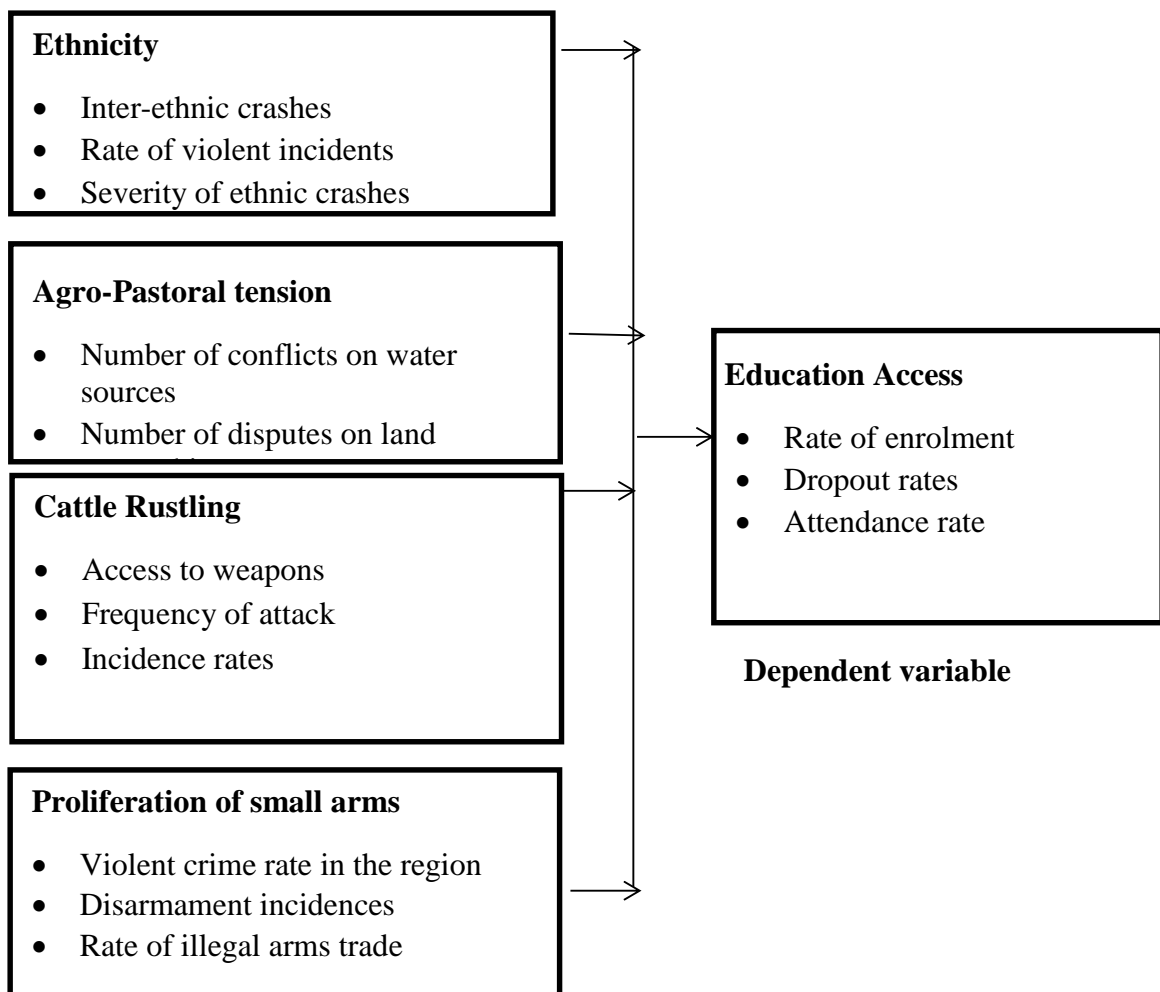 Ethnicity
• Inter-ethnic crashes
• Rate of violent incidents
• Severity of ethnic crashes
Agro-Pastoral tension
• Number of conflicts on water
sources
• Number of disputes on land
Cattle Rustling
• Access to weapons
• Frequency of attack
• Incidence rates
Proliferation of small arms
• Violent crime rate in the region
• Disarmament incidences
• Rate of illegal arms trade
Education Access
• Rate of enrolment
• Dropout rates
• Attendance rate
Dependent variable